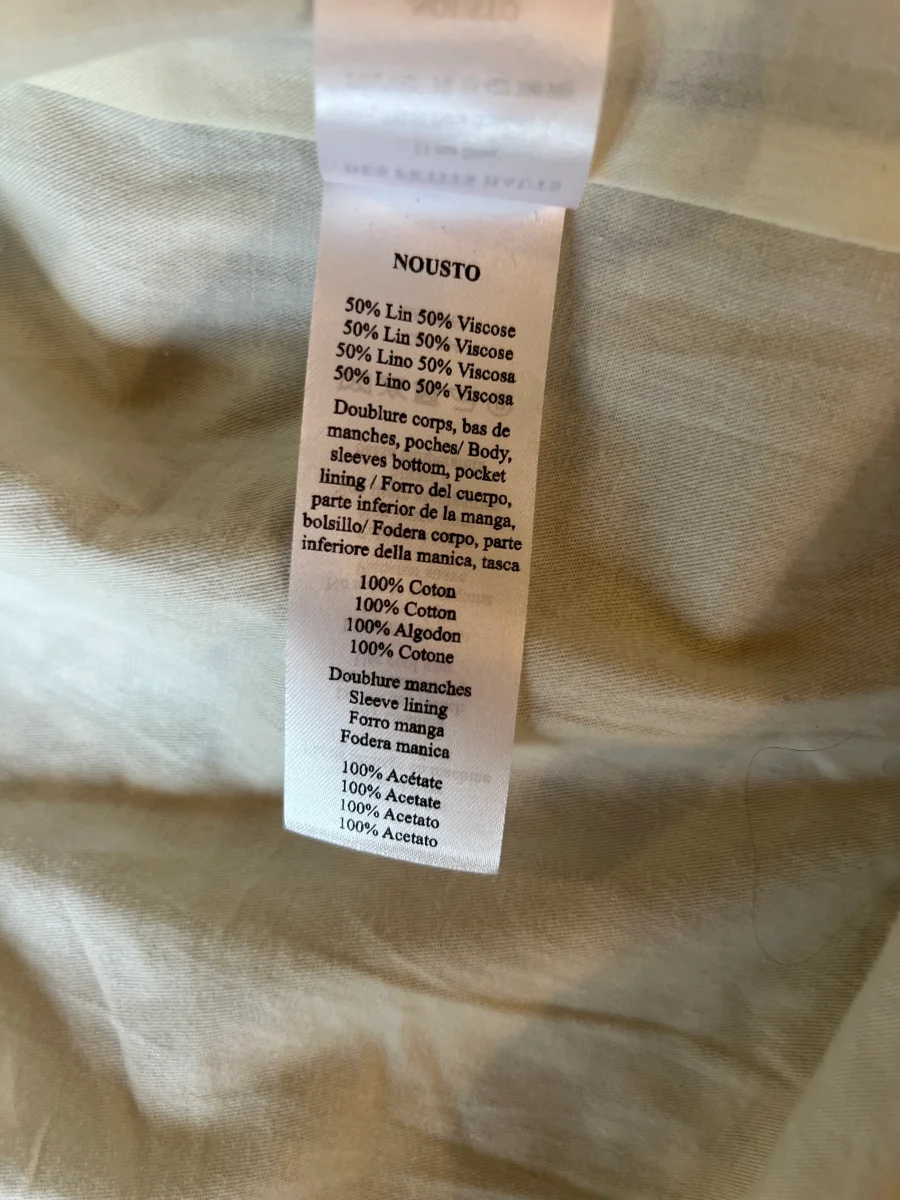 NOUSTO
50% Lin 50% Viscose
50% Lin 50% Viscose
50% Lino 50% Viscosa
50% Lino 50% Viscosa
Doublure corps, bas de
manches, poches/ Body,
sleeves bottom, pocket
lining / Forro del cuerpo,
parte inferior de la manga,
bolsillo/ Fodera corpo, parte
inferiore della manica, tasca
100% Coton
100% Cotton
100% Algodon
100% Cotone
Doublure manches
Sleeve lining
Forro manga
Fodera manica
100% Acétate
100% Acetate
100% Acetato
100% Acetato